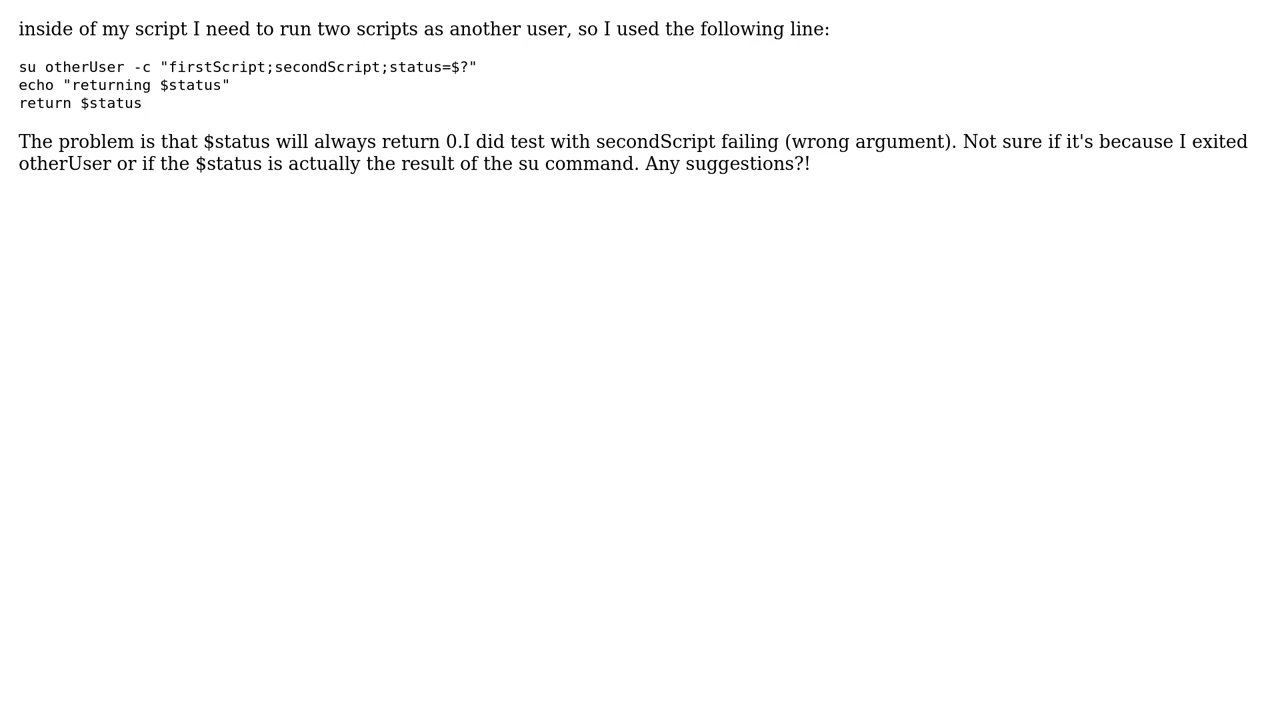 inside of my script I need to run two scripts as another user, so I used the following line:
su otherUser -c "firstScript;secondScript;status=$?"
echo "returning $status"
return $status
The problem is that $status will always return 0.I did test with secondScript failing (wrong argument). Not sure if it's because I exited
otherUser or if the $status is actually the result of the su command. Any suggestions?!